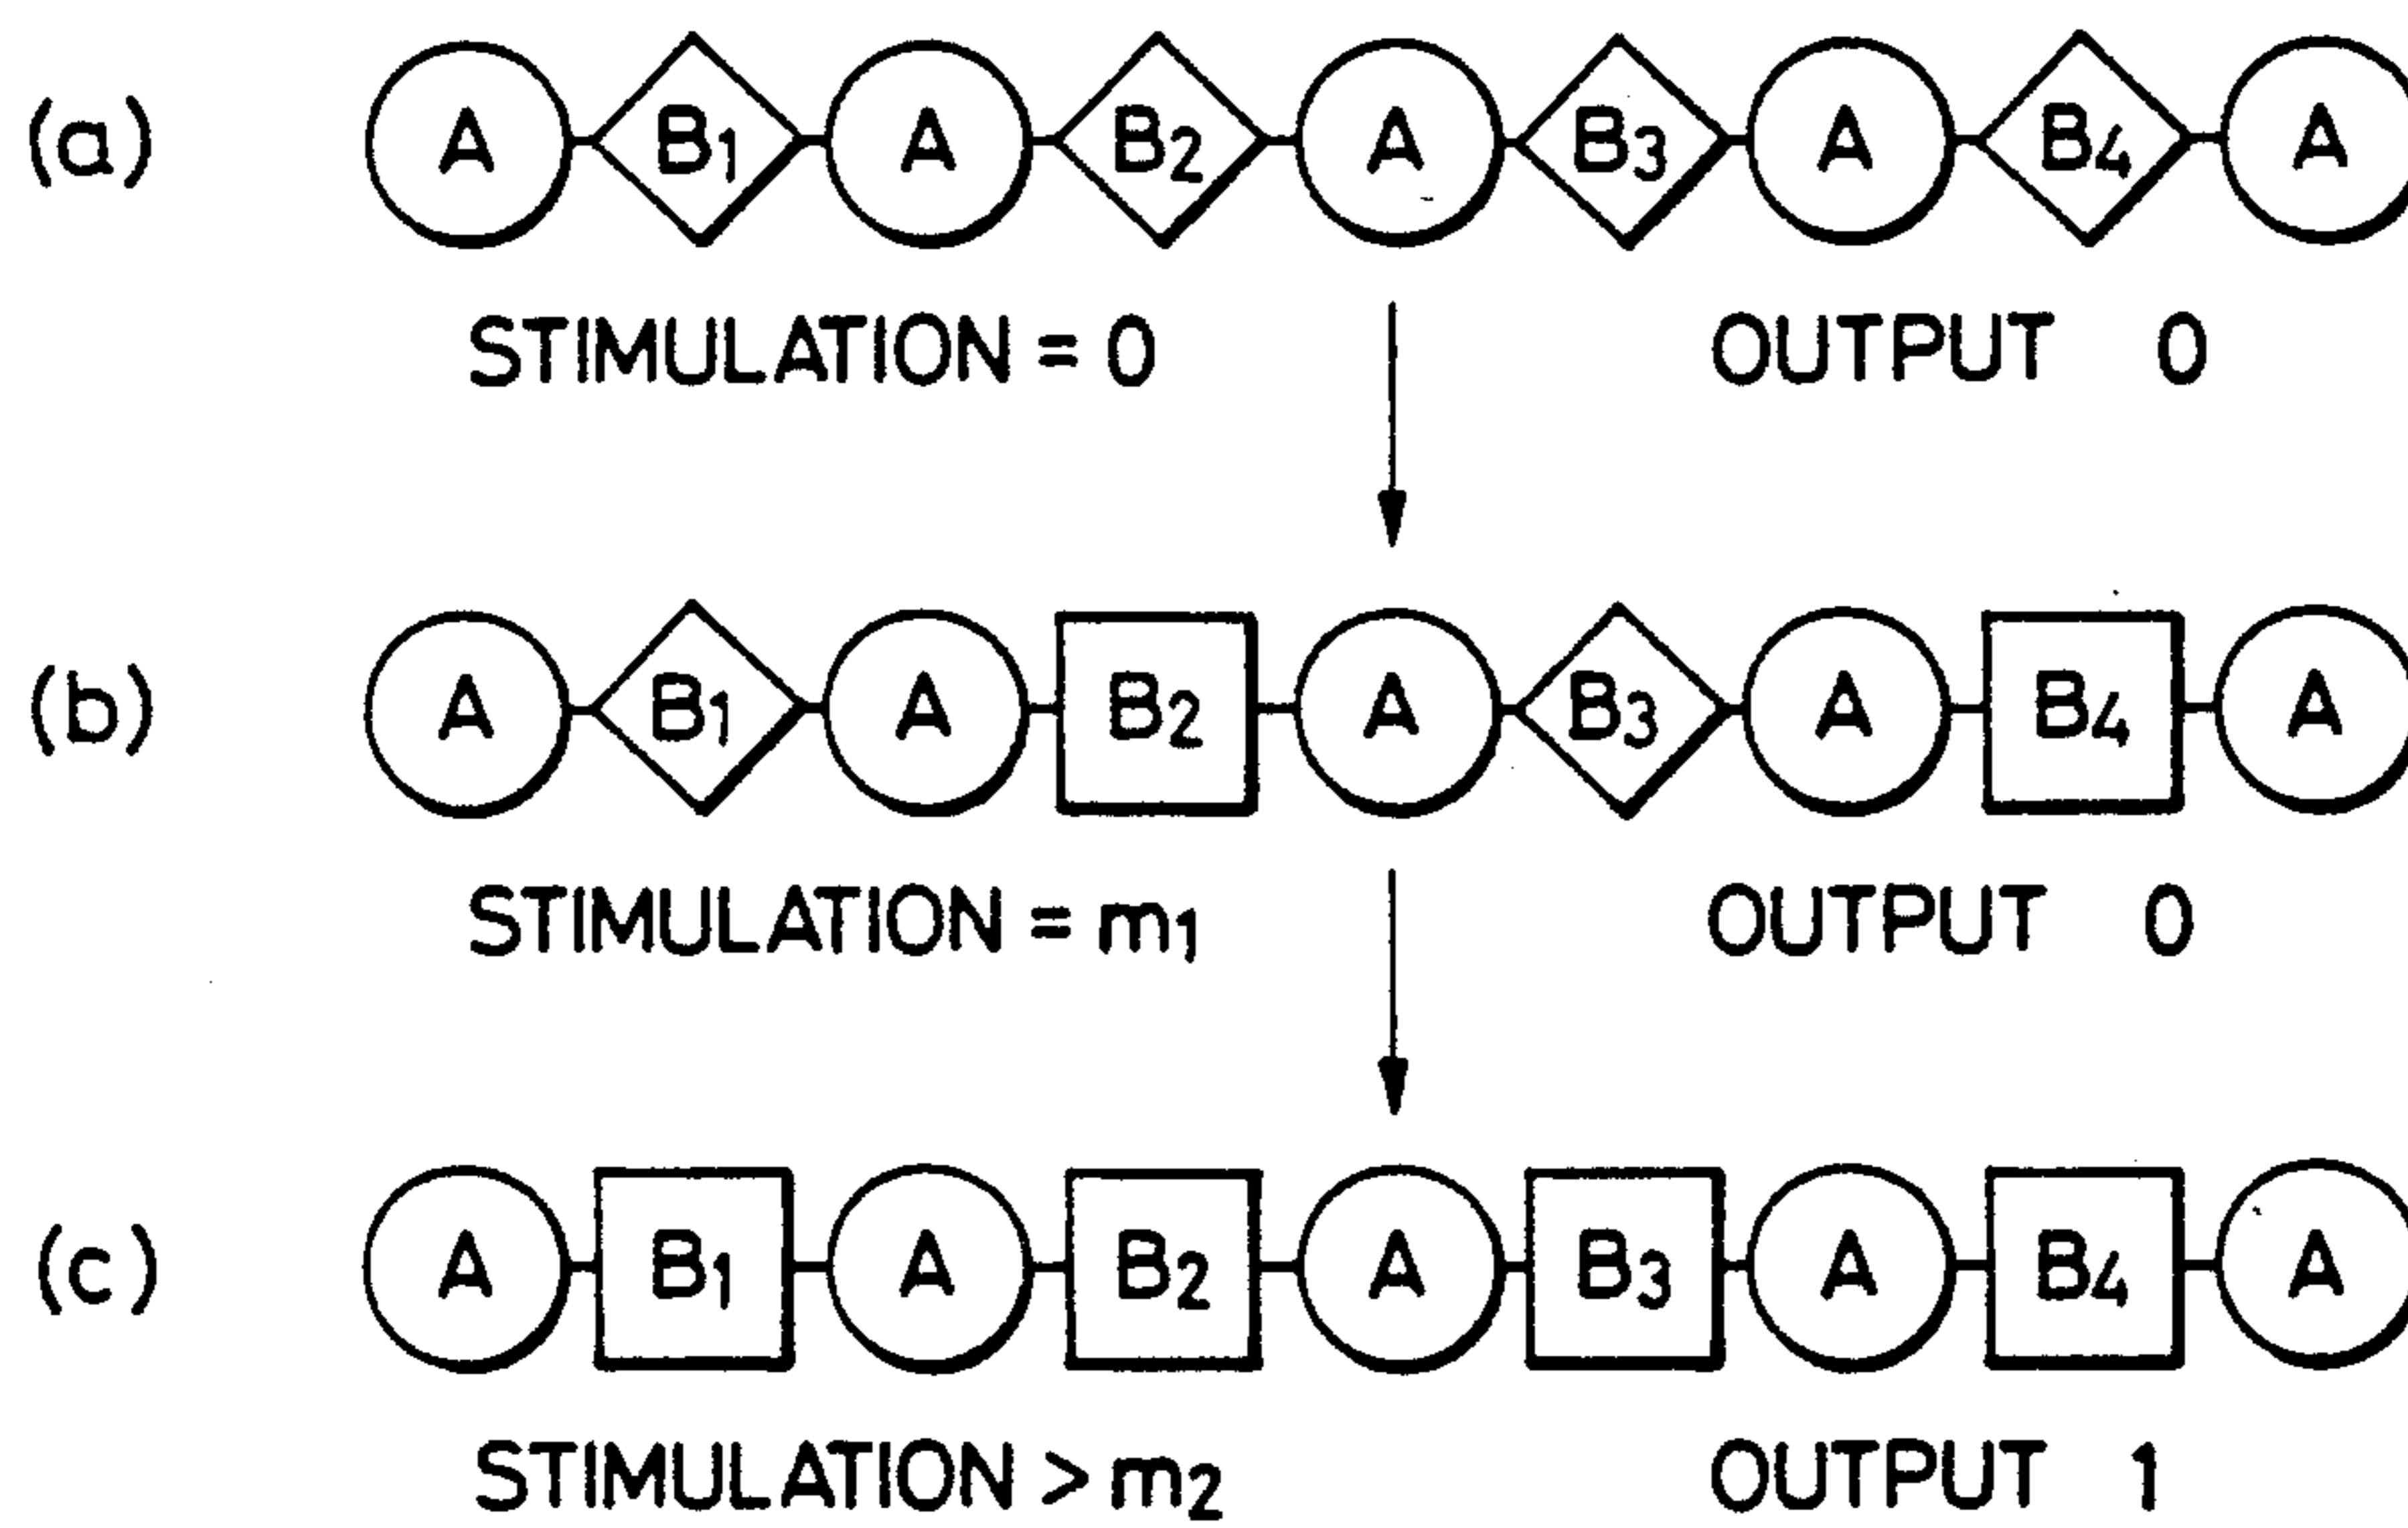 (a) A B1 A B2 A B3 A B4 A
STIMULATION = 0 OUTPUT 0
(b) A B1 A B2 A B3 A B4 A
STIMULATION = m1 OUTPUT 0
(c) A B1 A B2 A B3 A B4 A
STIMULATION > m2 OUTPUT 1